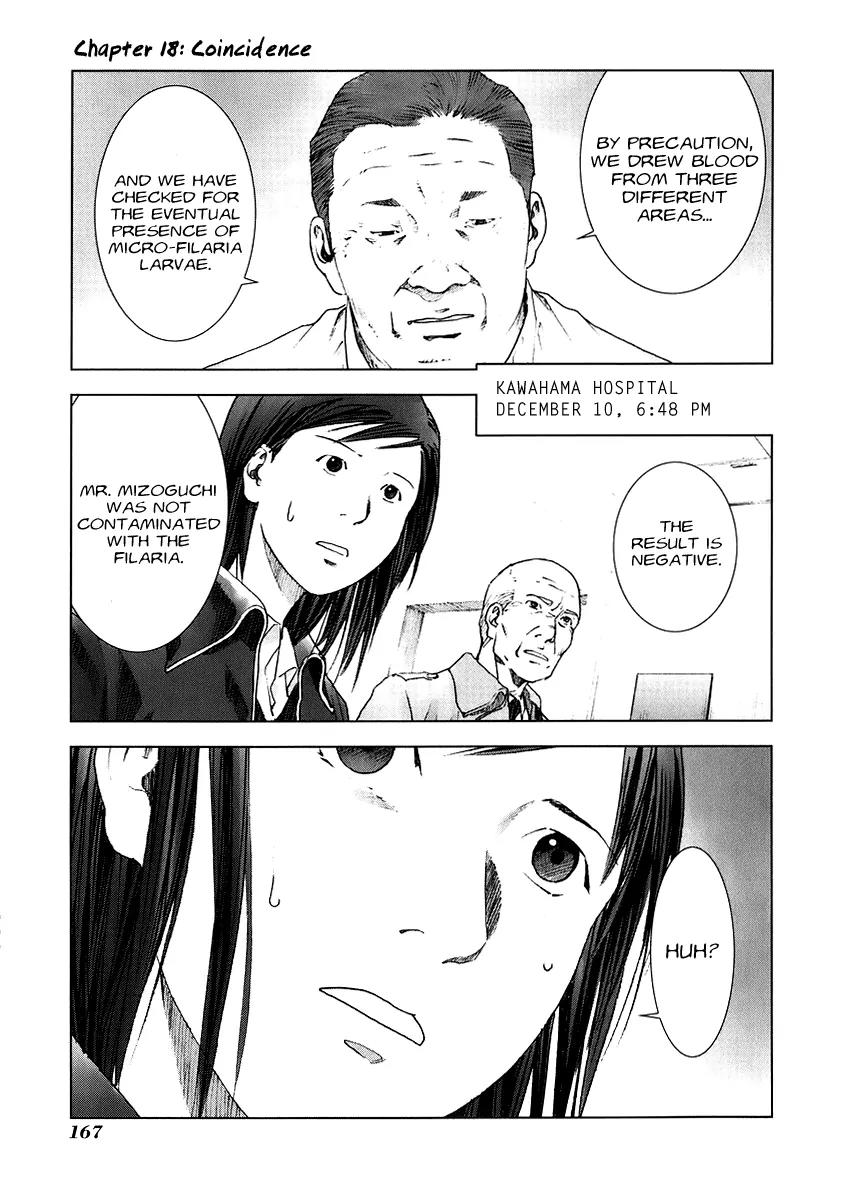 Chapter 18: Coincidence
BY PRECAUTION,
WE DREW BLOOD
FROM THREE
DIFFERENT
AREAS...
AND WE HAVE
CHECKED FOR
THE EVENTUAL
PRESENCE OF
MICRO-FILARIA
LARVAE.
KAWAHAMA HOSPITAL
DECEMBER 10, 6:48 PM
THE
RESULT IS
NEGATIVE.
MR. MIZOGUCHI
WAS NOT
CONTAMINATED
WITH THE
FILARIA.
HUH?
167